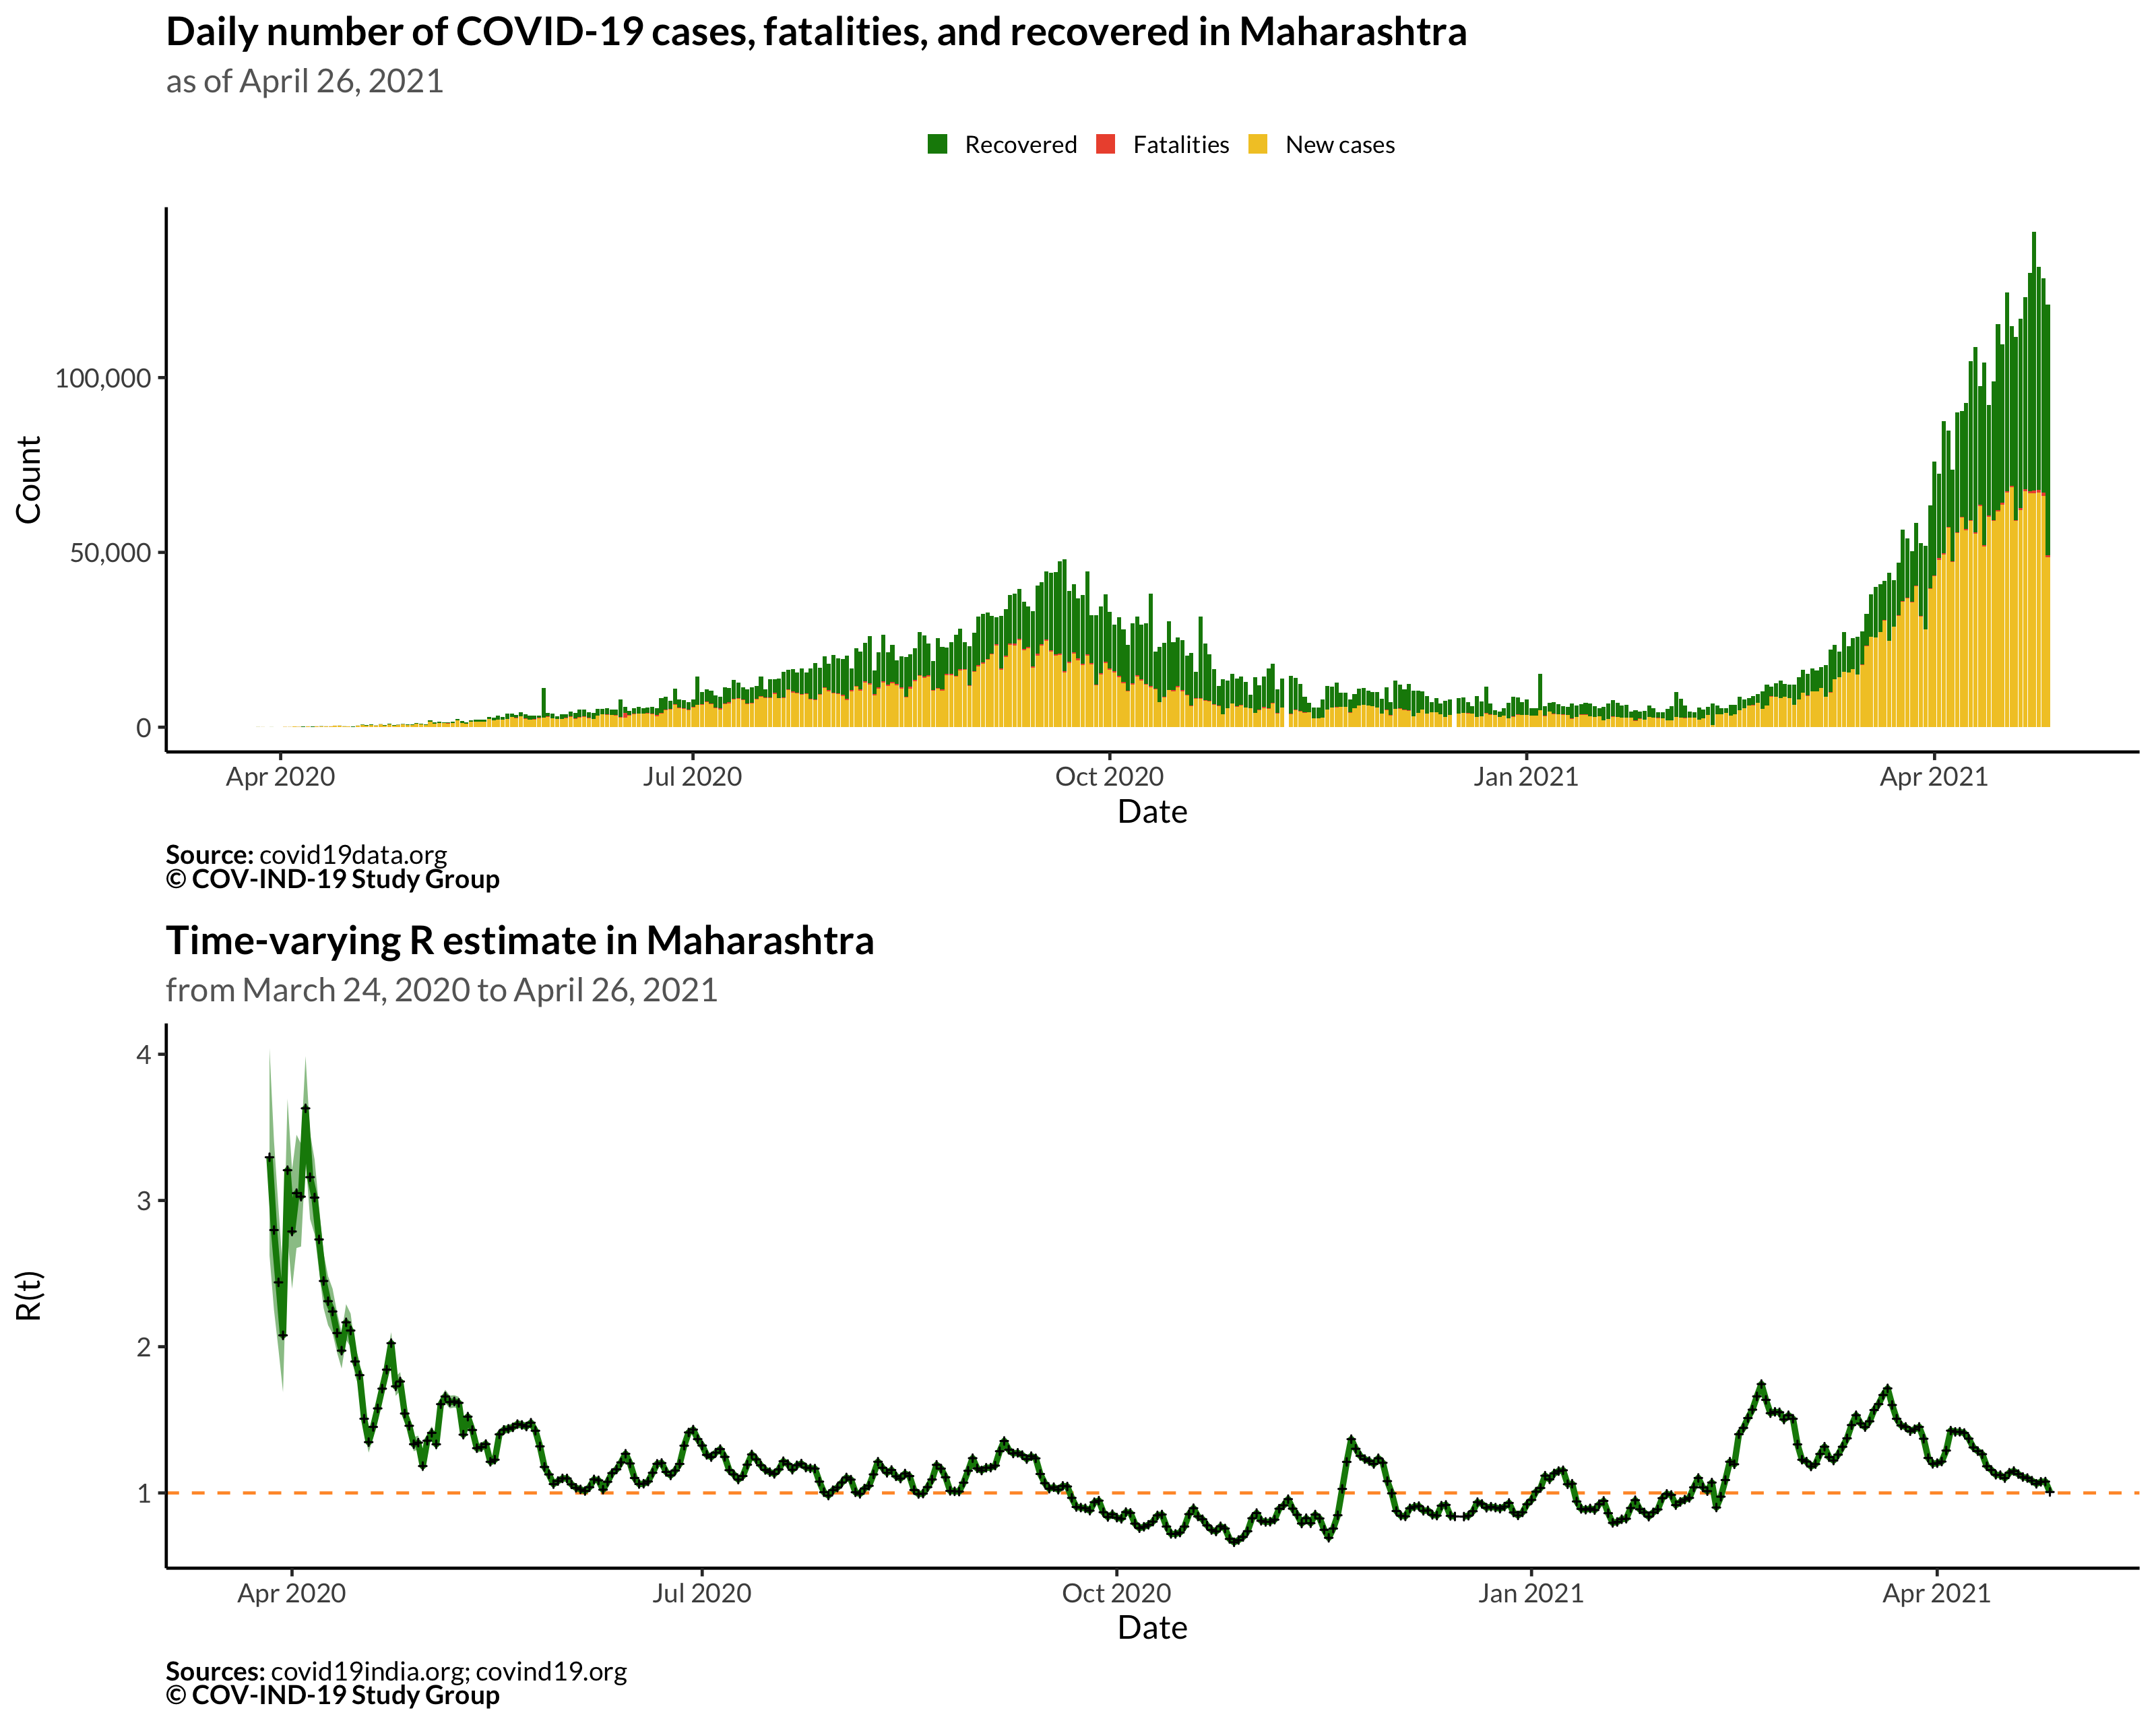 Daily number of COVID-19 cases, fatalities, and recovered in Maharashtra
as of April 26, 2021
Recovered Fatalities New cases
Count
100,000
50,000
0
Apr 2020 Jul 2020 Oct 2020 Jan 2021 Apr 2021
Date
Source: covid19data.org
© COV-IND-19 Study Group
Time-varying R estimate in Maharashtra
from March 24, 2020 to April 26, 2021
R(t)
4
3
2
1
Apr 2020 Jul 2020 Oct 2020 Jan 2021 Apr 2021
Date
Sources: covid19india.org; covind19.org
© COV-IND-19 Study Group